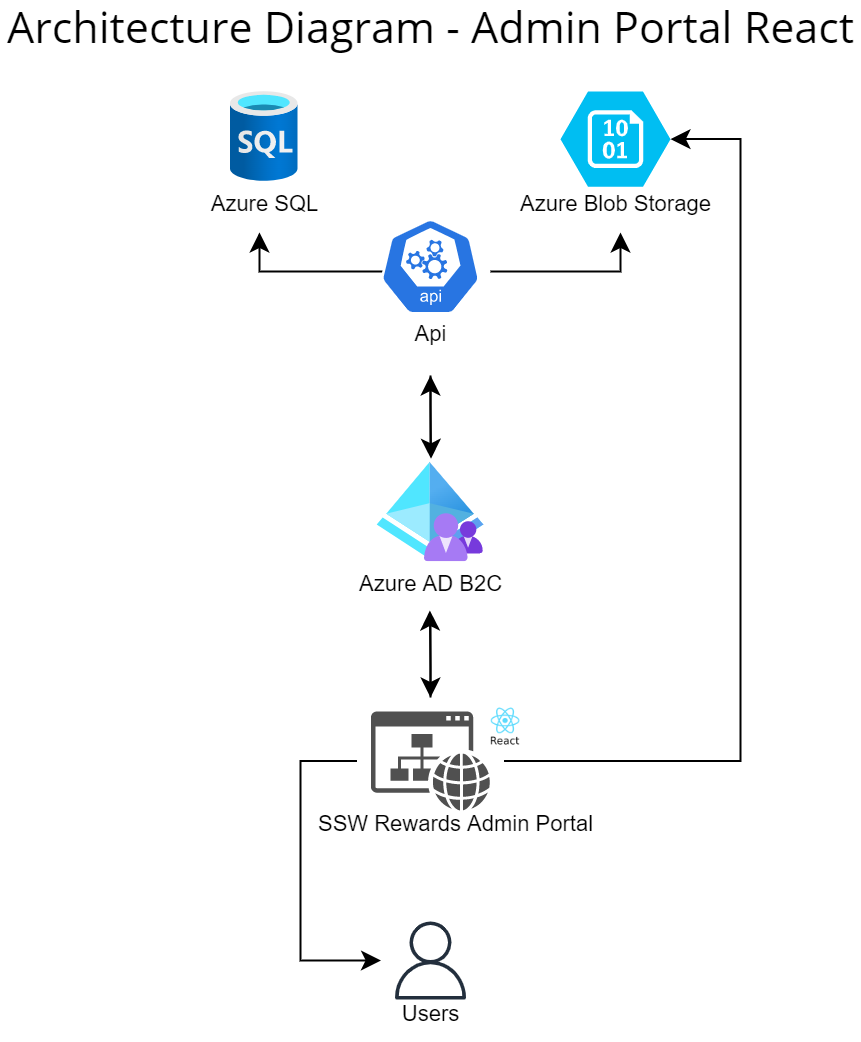 Architecture Diagram - Admin Portal React
SQL
Azure SQL
10
01
Azure Blob Storage
api
Api
Azure AD B2C
React
SSW Rewards Admin Portal
Users